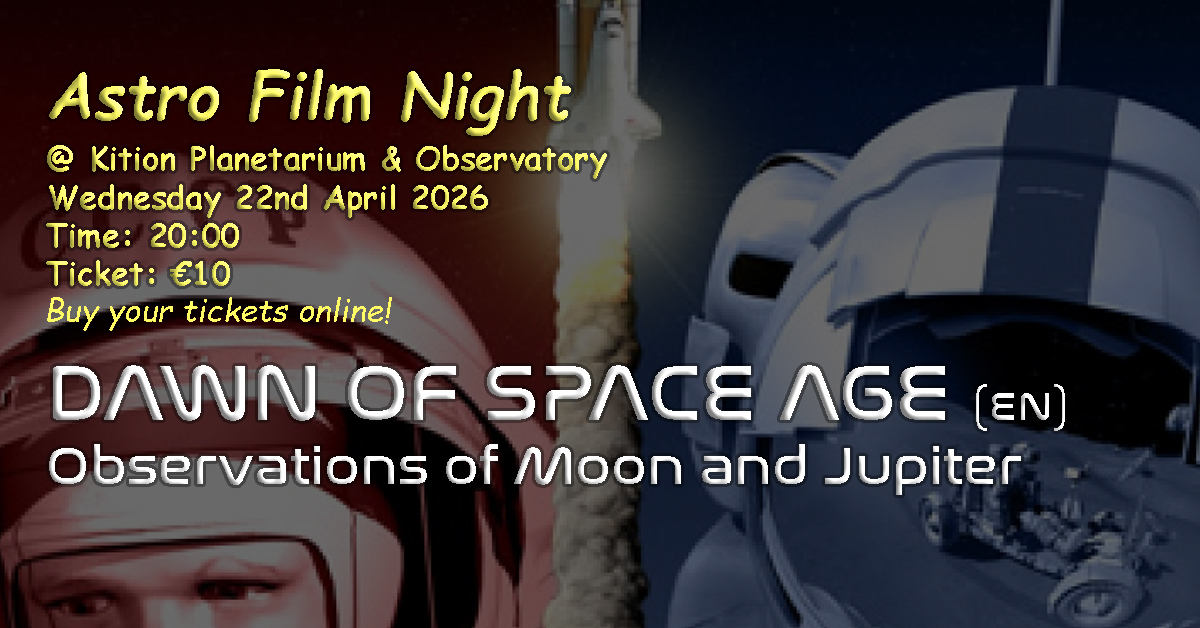 Astro Film Night
@ Kition Planetarium & Observatory
Wednesday 22nd April 2026
Time: 20:00
Ticket: €10
Buy your tickets online!
DAWN OF SPACE AGE (EN)
Observations of Moon and Jupiter